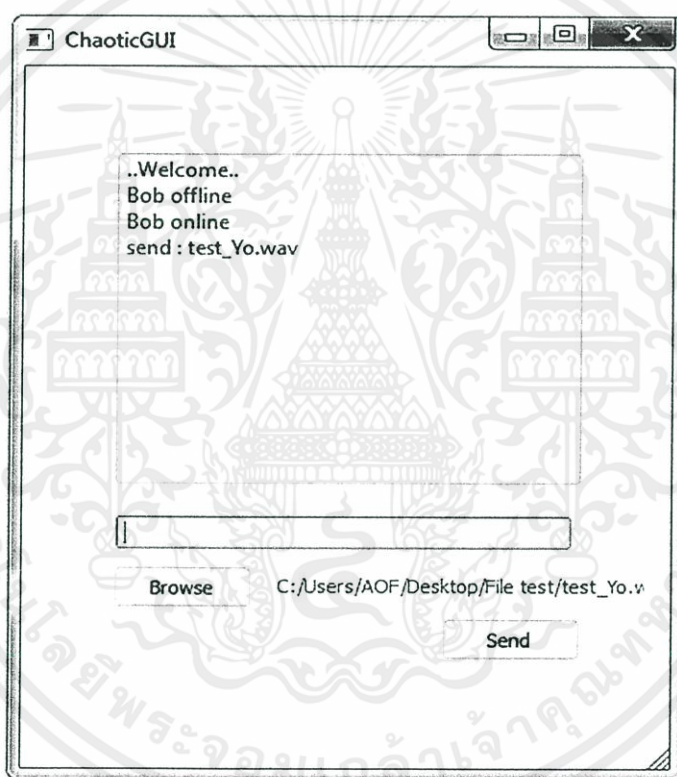 ChaoticGUI
..Welcome..
Bob offline
Bob online
send : test_Yo.wav
Browse
C:/Users/AOF/Desktop/File test/test_Yo.v
Send